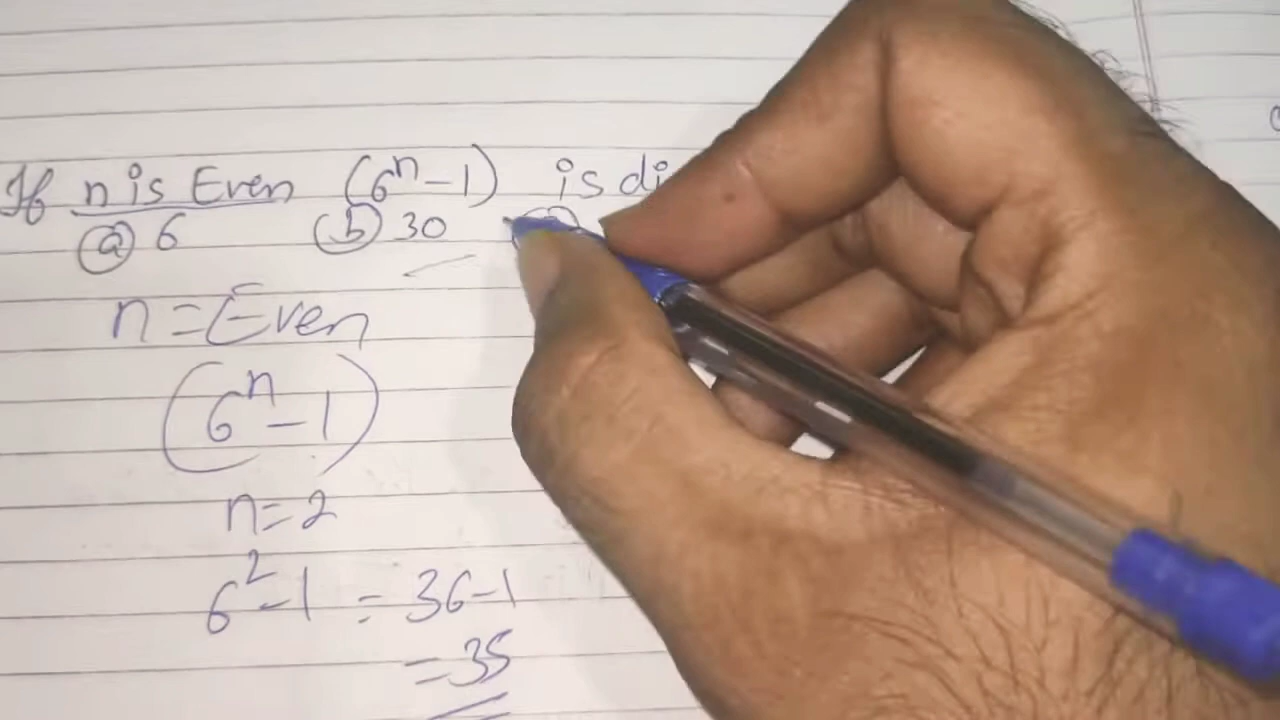 If n is Even (6ⁿ-1) is di
(a) 6 (b) 30
n = Even
(6ⁿ-1)
n=2
6²-1 = 36-1
=35